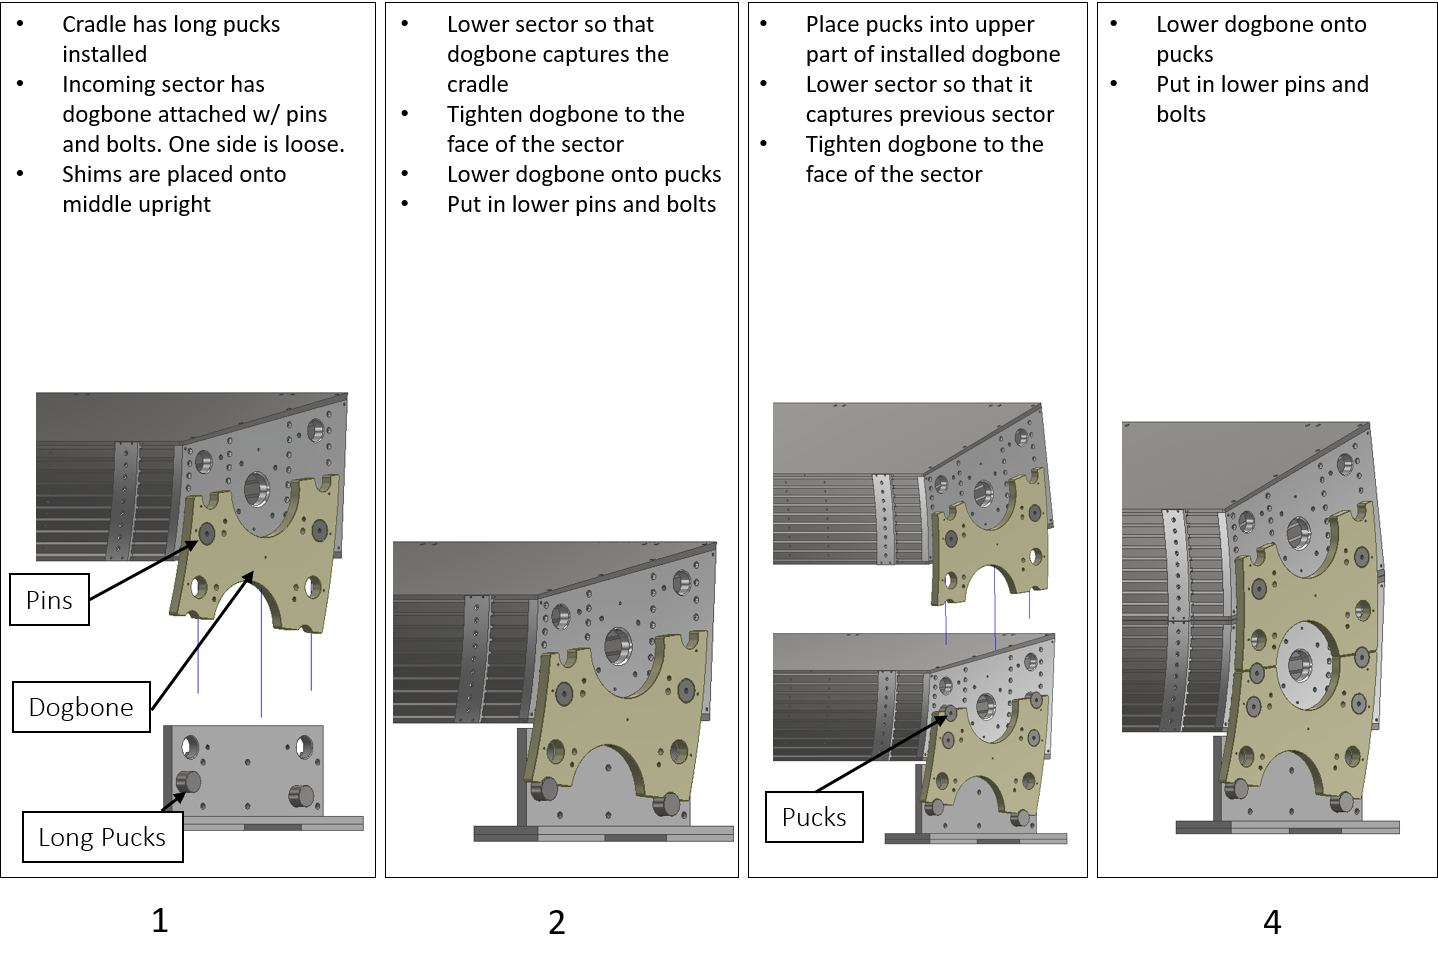 • Cradle has long pucks
installed
• Incoming sector has
dogbone attached w/ pins
and bolts. One side is loose.
• Shims are placed onto
middle upright
Pins
Dogbone
Long Pucks
1
• Lower sector so that
dogbone captures the
cradle
• Tighten dogbone to the
face of the sector
• Lower dogbone onto pucks
• Put in lower pins and bolts
2
• Place pucks into upper
part of installed dogbone
• Lower sector so that it
captures previous sector
• Tighten dogbone to the
face of the sector
Pucks
• Lower dogbone onto
pucks
• Put in lower pins and
bolts
4